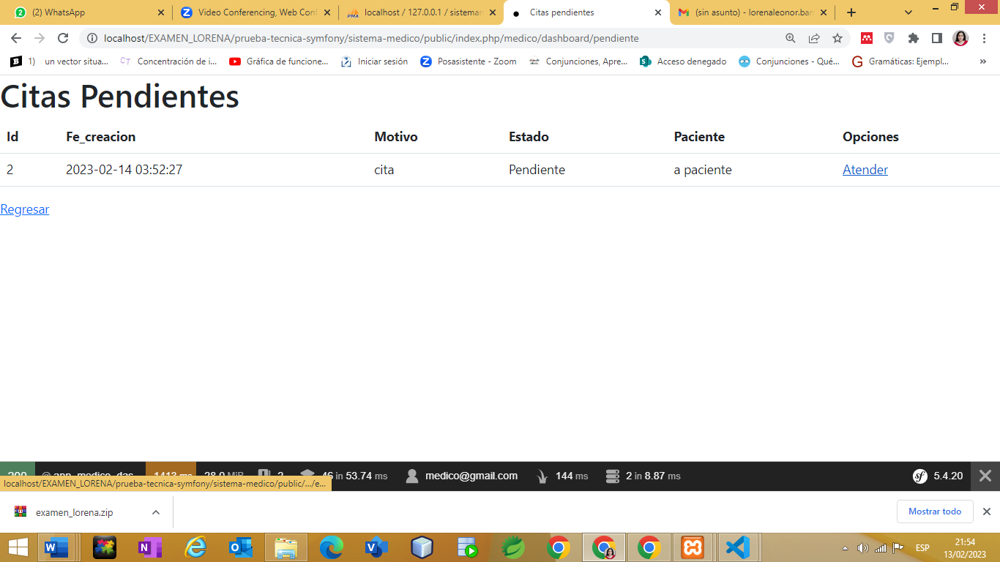 (2) WhatsApp
Video Conferencing, Web Conf
localhost / 127.0.0.1 / sistemam
Citas pendientes
(sin asunto) - lorenaleonor.ban
localhost/EXAMEN_LORENA/prueba-tecnica-symfony/sistema-medico/public/index.php/medico/dashboard/pendiente
1) un vector situa...
Concentración de i...
Gráfica de funcione...
Iniciar sesión
Posasistente - Zoom
Conjunciones, Apre...
Acceso denegado
Conjunciones - Qué...
Gramáticas: Ejempl...
»
Citas Pendientes
Id Fe_creacion Motivo Estado Paciente Opciones
2 2023-02-14 03:52:27 cita Pendiente a paciente Atender
Regresar
200 @ app_medico_das... 1413 ms 28.0 MiB 2 46 in 53.74 ms medico@gmail.com 144 ms 2 in 8.87 ms 5.4.20
localhost/EXAMEN_LORENA/prueba-tecnica-symfony/sistema-medico/public/.../e...
examen_lorena.zip
Mostrar todo
ESP
21:54
13/02/2023